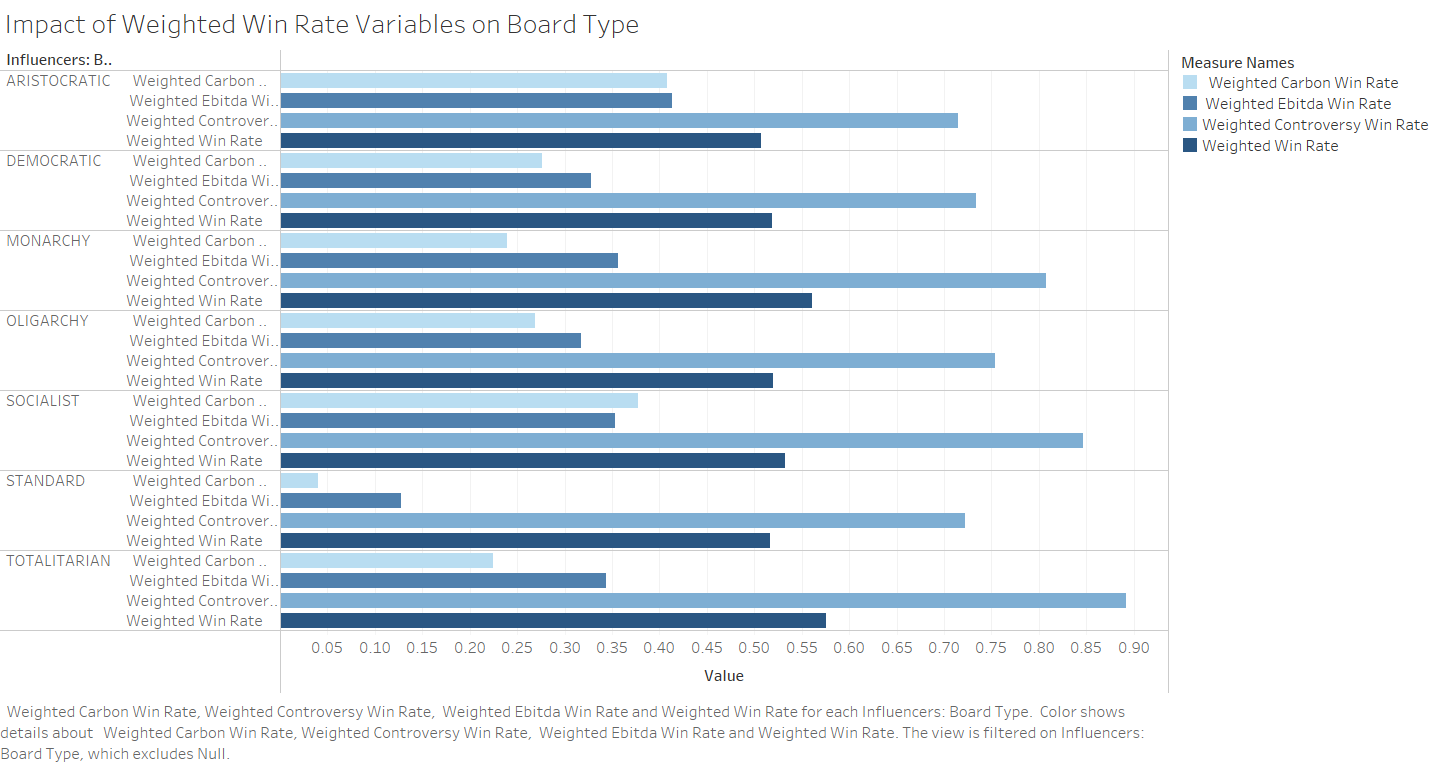 Impact of Weighted Win Rate Variables on Board Type
Influencers: B..
Measure Names
Weighted Carbon Win Rate
Weighted Ebitda Win Rate
Weighted Controversy Win Rate
Weighted Win Rate
ARISTOCRATIC Weighted Carbon ..
Weighted Ebitda Wi..
Weighted Controver..
Weighted Win Rate
DEMOCRATIC Weighted Carbon ..
Weighted Ebitda Wi..
Weighted Controver..
Weighted Win Rate
MONARCHY Weighted Carbon ..
Weighted Ebitda Wi..
Weighted Controver..
Weighted Win Rate
OLIGARCHY Weighted Carbon ..
Weighted Ebitda Wi..
Weighted Controver..
Weighted Win Rate
SOCIALIST Weighted Carbon ..
Weighted Ebitda Wi..
Weighted Controver..
Weighted Win Rate
STANDARD Weighted Carbon ..
Weighted Ebitda Wi..
Weighted Controver..
Weighted Win Rate
TOTALITARIAN Weighted Carbon ..
Weighted Ebitda Wi..
Weighted Controver..
Weighted Win Rate
0.05 0.10 0.15 0.20 0.25 0.30 0.35 0.40 0.45 0.50 0.55 0.60 0.65 0.70 0.75 0.80 0.85 0.90
Value
Weighted Carbon Win Rate, Weighted Controversy Win Rate, Weighted Ebitda Win Rate and Weighted Win Rate for each Influencers: Board Type. Color shows
details about Weighted Carbon Win Rate, Weighted Controversy Win Rate, Weighted Ebitda Win Rate and Weighted Win Rate. The view is filtered on Influencers:
Board Type, which excludes Null.